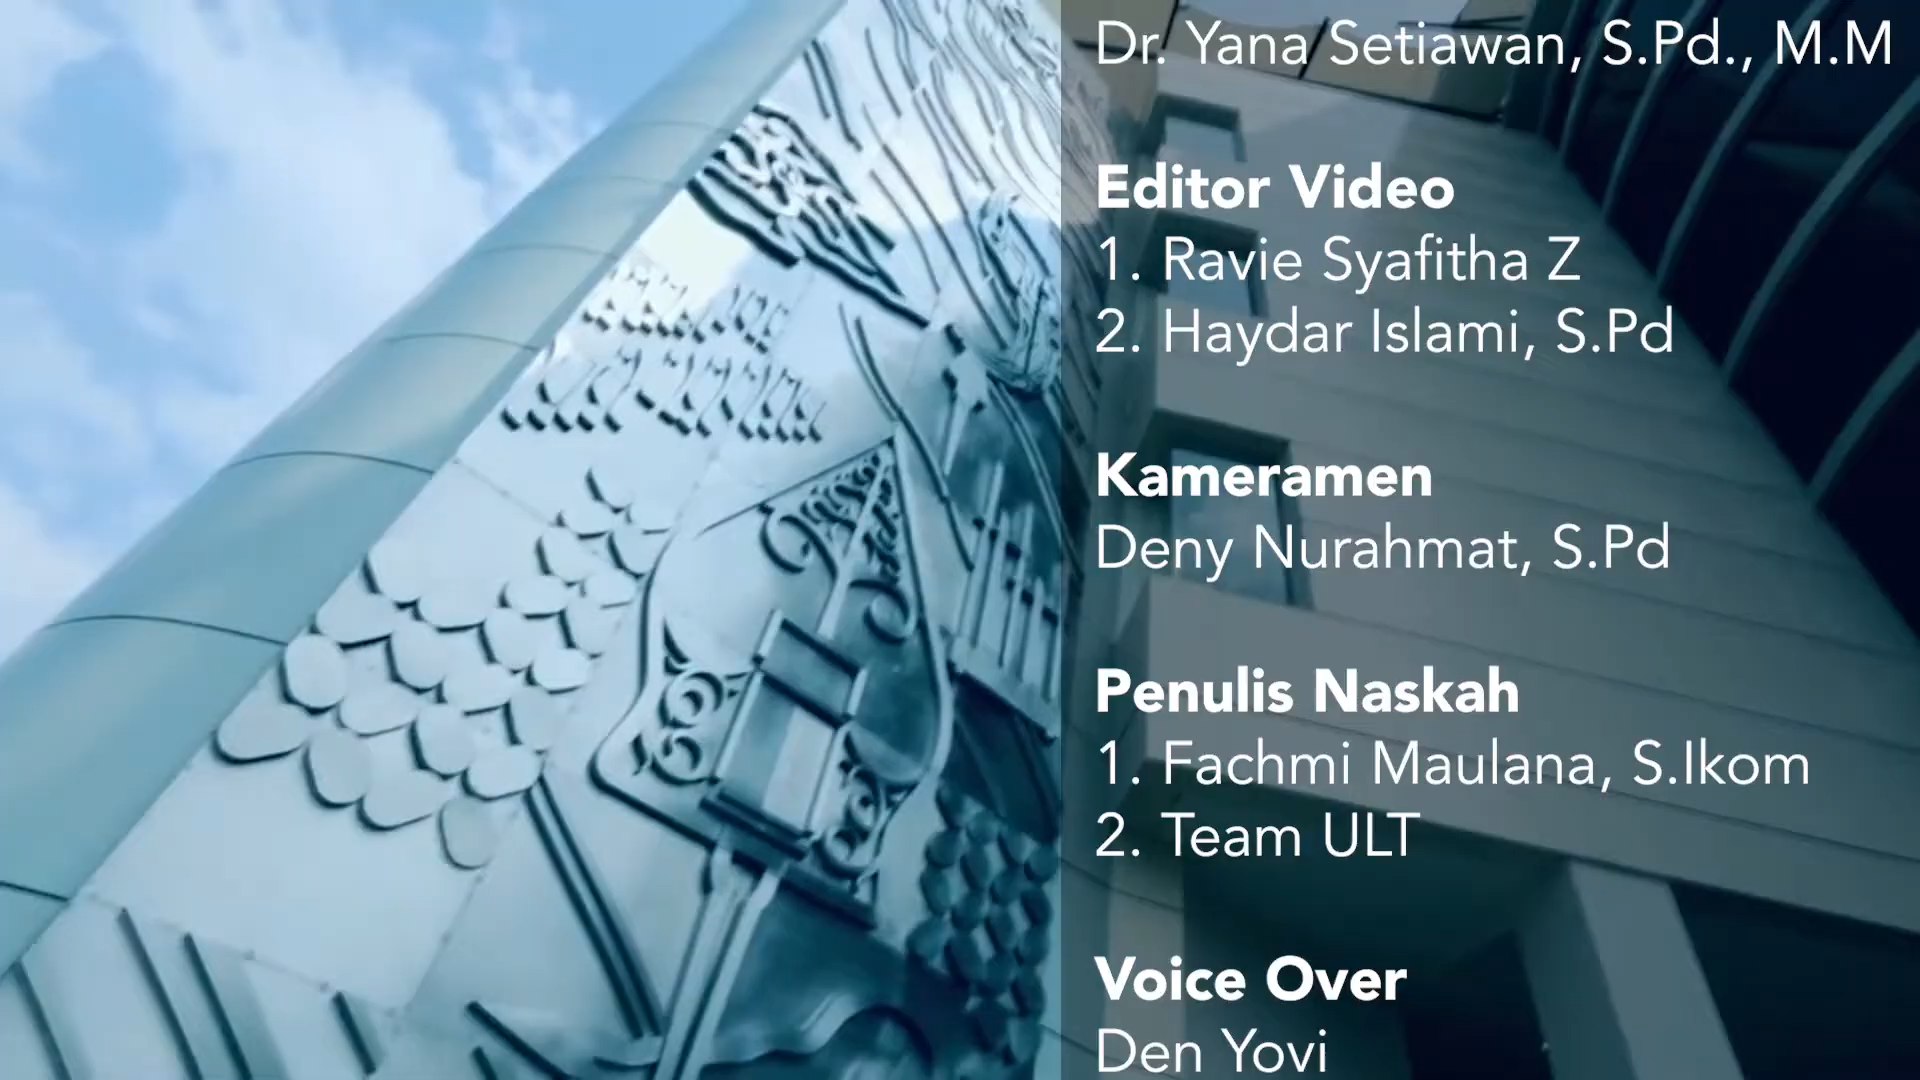 Dr. Yana Setiawan, S.Pd., M.M
Editor Video
1. Ravie Syafitha Z
2. Haydar Islami, S.Pd
Kameramen
Deny Nurahmat, S.Pd
Penulis Naskah
1. Fachmi Maulana, S.Ikom
2. Team ULT
Voice Over
Den Yovi